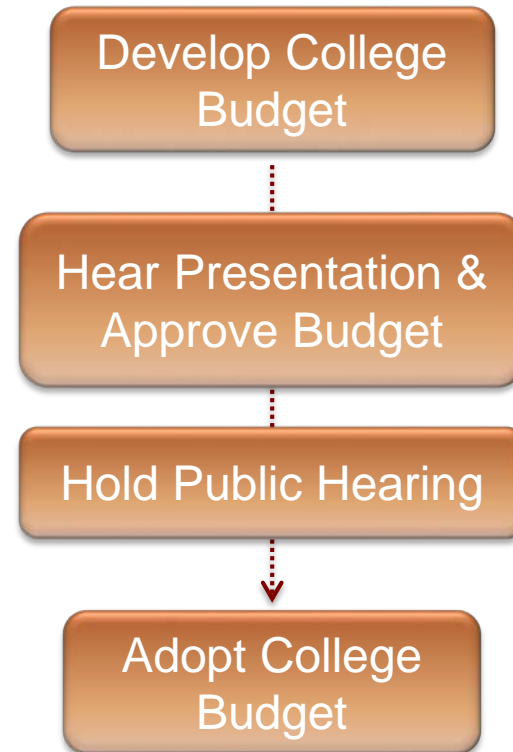 Develop College
Budget
Hear Presentation &
Approve Budget
Hold Public Hearing
Adopt College
Budget